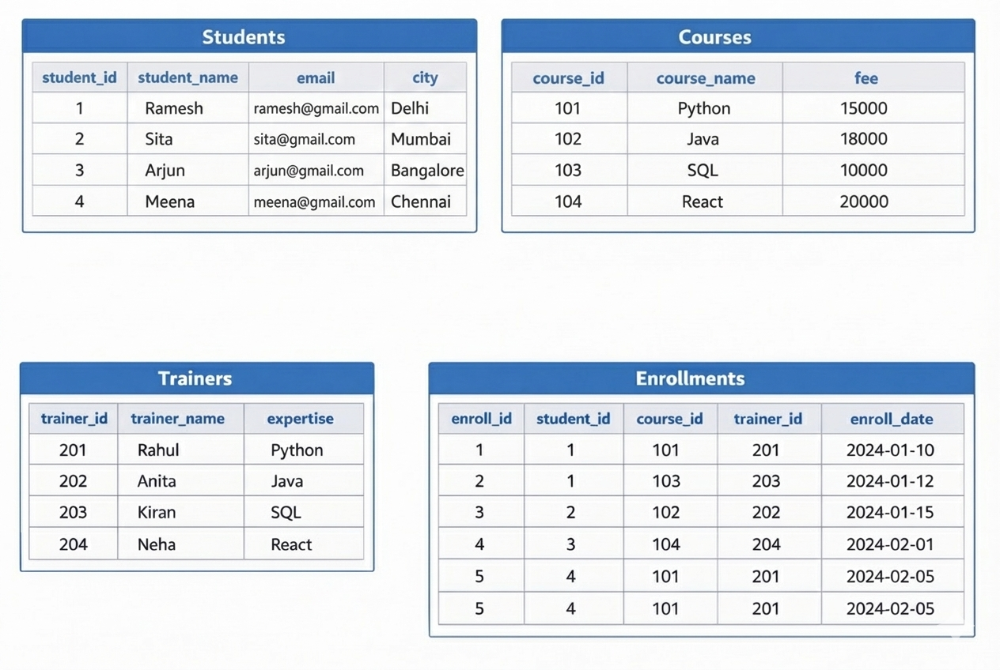 Students
student_id student_name email city
1 Ramesh ramesh@gmail.com Delhi
2 Sita sita@gmail.com Mumbai
3 Arjun arjun@gmail.com Bangalore
4 Meena meena@gmail.com Chennai
Courses
course_id course_name fee
101 Python 15000
102 Java 18000
103 SQL 10000
104 React 20000
Trainers
trainer_id trainer_name expertise
201 Rahul Python
202 Anita Java
203 Kiran SQL
204 Neha React
Enrollments
enroll_id student_id course_id trainer_id enroll_date
1 1 101 201 2024-01-10
2 1 103 203 2024-01-12
3 2 102 202 2024-01-15
4 3 104 204 2024-02-01
5 4 101 201 2024-02-05
5 4 101 201 2024-02-05